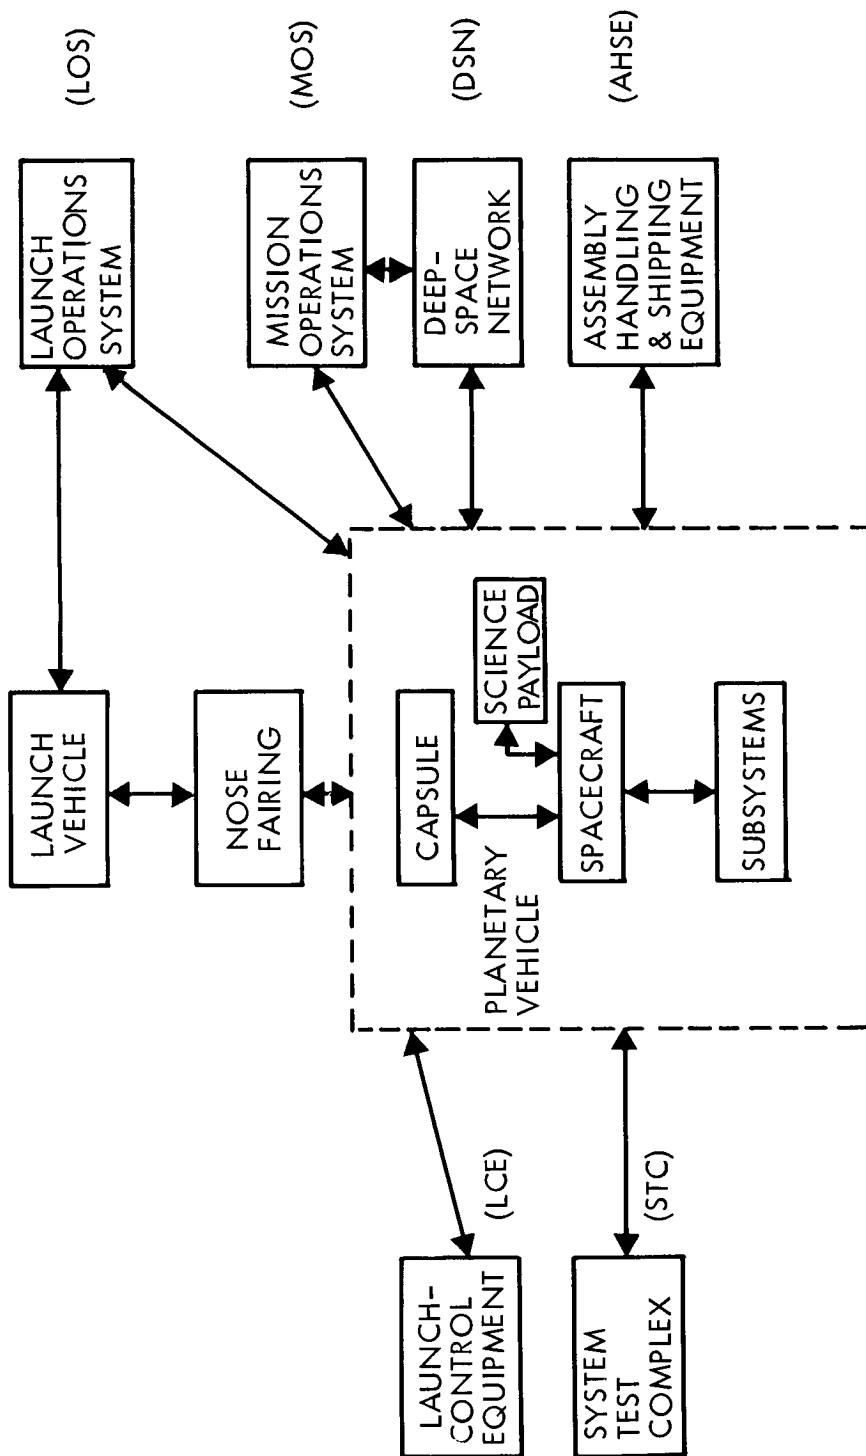 LAUNCH
VEHICLE
LAUNCH
OPERATIONS
SYSTEM
(LOS)
NOSE
FAIRING
MISSION
OPERATIONS
SYSTEM
(MOS)
LAUNCH-
CONTROL
EQUIPMENT
(LCE)
CAPSULE
DEEP-
SPACE
NETWORK
(DSN)
PLANETARY
VEHICLE
SCIENCE
PAYLOAD
SYSTEM
TEST
COMPLEX
(STC)
SPACECRAFT
ASSEMBLY
HANDLING
& SHIPPING
EQUIPMENT
(AHSE)
SUBSYSTEMS